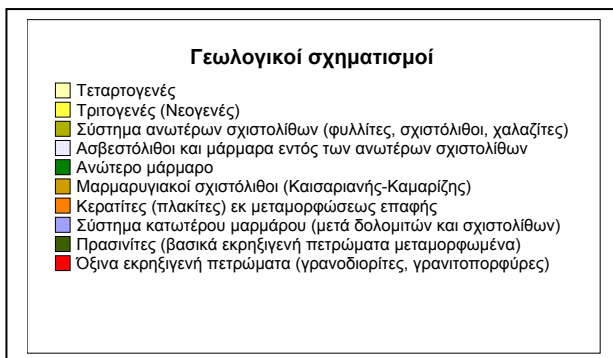 Γεωλογικοί σχηματισμοί
Τεταρτογενές
Τριτογενές (Νεογενές)
Σύστημα ανωτέρων σχιστολίθων (φυλλίτες, σχιστόλιθοι, χαλαζίτες)
Ασβεστόλιθοι και μάρμαρα εντός των ανωτέρων σχιστολίθων
Ανώτερο μάρμαρο
Μαρμαρυγιακοί σχιστόλιθοι (Καισαριανής-Καμαρίζης)
Κερατίτες (πλακίτες) εκ μεταμορφώσεως επαφής
Σύστημα κατωτέρου μαρμάρου (μετά δολομιτών και σχιστολίθων)
Πρασινίτες (βασικά εκρηξιγενή πετρώματα μεταμορφωμένα)
Όξινα εκρηξιγενή πετρώματα (γρανοδιορίτες, γρανιτοπορφύρες)